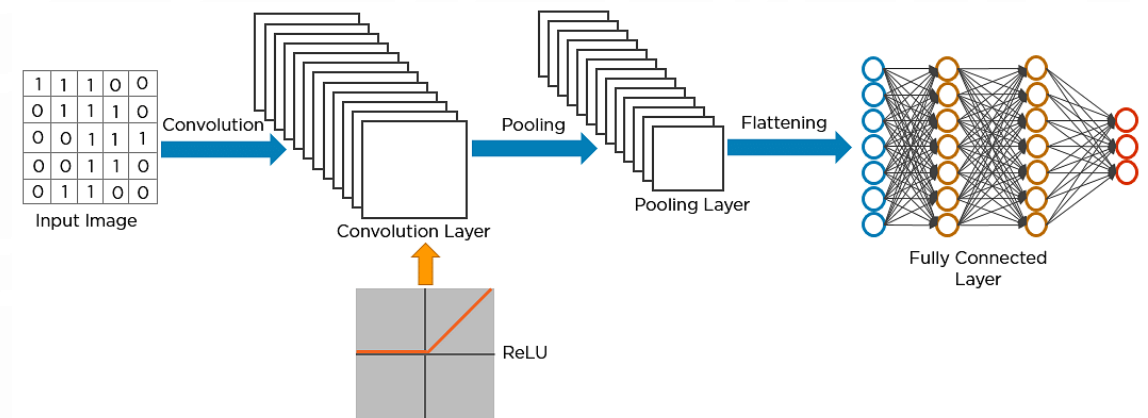 1 1 1 0 0
0 1 1 1 0
0 0 1 1 1
0 0 1 1 0
0 1 1 0 0
Input Image
Convolution
Convolution Layer
ReLU
Pooling
Pooling Layer
Flattening
Fully Connected
Layer